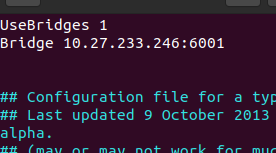 UseBridges 1
Bridge 10.27.233.246:6001
## Configuration file for a typ
## Last updated 9 October 2013
alpha.
## (may or may not work for muc